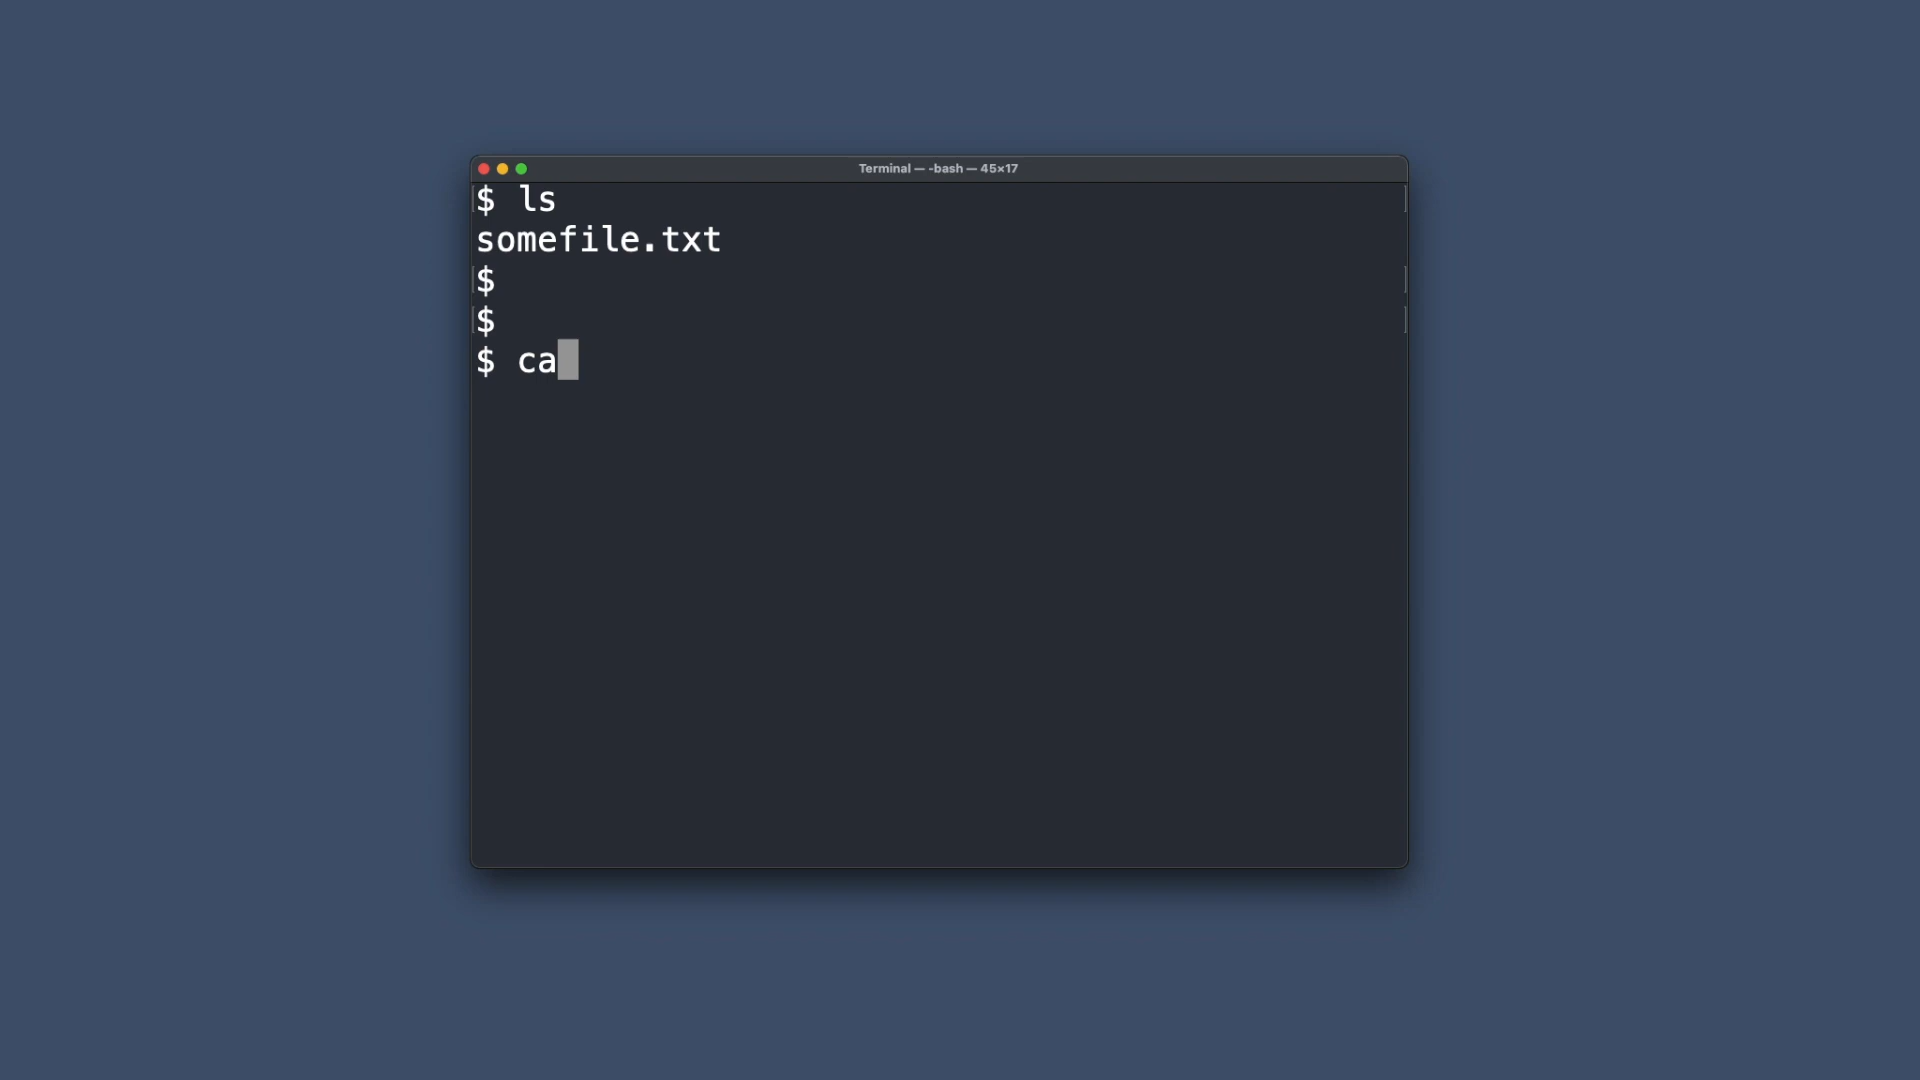 Terminal — -bash — 45×17
$ ls
somefile.txt
$
$
$ ca